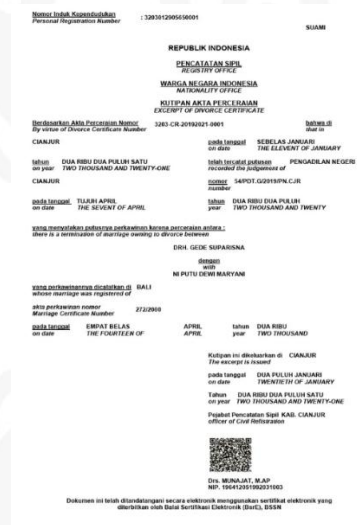 Nomor Induk Kependudukan : 3203012905650001
Personal Registration Number
SUAMI
REPUBLIK INDONESIA
PENCATATAN SIPIL
REGISTRY OFFICE
WARGA NEGARA INDONESIA
NATIONALITY OFFICE
KUTIPAN AKTA PERCERAIAN
EXCERPT OF DIVORCE CERTIFICATE
Berdasarkan Akta Perceraian Nomor 3203-CR-20192021-0001 bahwa di
By virtue of Divorce Certificate Number that in
CIANJUR pada tanggal SEBELAS JANUARI
on date THE ELEVENT OF JANUARY
tahun DUA RIBU DUA PULUH SATU telah tercatat putusan PENGADILAN NEGERI
on year TWO THOUSAND AND TWENTY-ONE recorded the judgement of
CIANJUR nomor 54/PDT.G/2019/PN.CJR
number
pada tanggal TUJUH APRIL tahun DUA RIBU DUA PULUH
on date THE SEVENT OF APRIL year TWO THOUSAND AND TWENTY
yang menyatakan putusnya perkawinan karena perceraian antara :
there is a termination of marriage owning to divorce between
DRH. GEDE SUPARISNA
dengan
with
NI PUTU DEWI MARYANI
yang perkawinannya dicatatkan di BALI
whose marriage was registered of
akta perkawinan nomor 272/2000
Marriage Certificate Number
pada tanggal EMPAT BELAS APRIL tahun DUA RIBU
on date THE FOURTEEN OF APRIL year TWO THOUSAND
Kutipan ini dikeluarkan di CIANJUR
The excerpt is issued
pada tanggal DUA PULUH JANUARI
on date TWENTIETH OF JANUARY
Tahun DUA RIBU DUA PULUH SATU
on year TWO THOUSAND AND TWENTY-ONE
Pejabat Pencatatan Sipil KAB. CIANJUR
officer of Civil Refistration
Drs. MUNAJAT, M.AP
NIP. 196412051992031003
Dokumen ini telah ditandatangani secara elektronik menggunakan sertifikat elektronik yang
diterbitkan oleh Balai Sertifikasi Elektronik (BsrE), BSSN